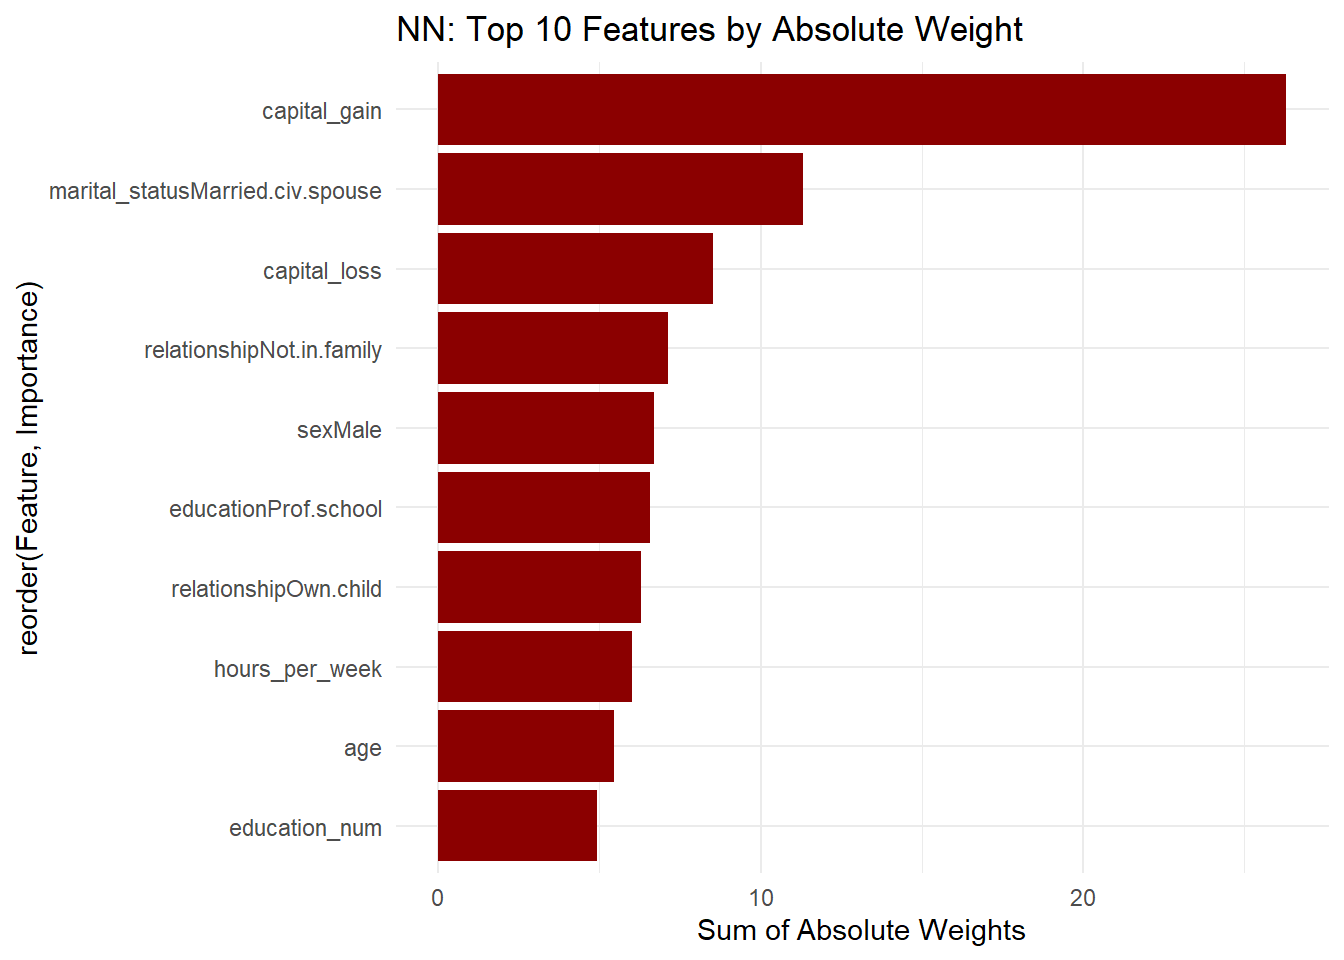 NN: Top 10 Features by Absolute Weight
reorder(Feature, Importance)
capital_gain
marital_statusMarried.civ.spouse
capital_loss
relationshipNot.in.family
sexMale
educationProf.school
relationshipOwn.child
hours_per_week
age
education_num
0 10 20
Sum of Absolute Weights